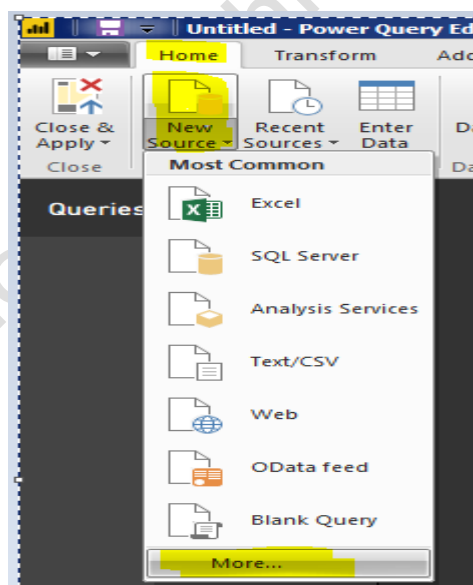 Untitled - Power Query Ed
Home Transform Add
Close & Apply
New Source
Recent Sources
Enter Data
Close
Most Common
Queries
Excel
SQL Server
Analysis Services
Text/CSV
Web
OData feed
Blank Query
More...